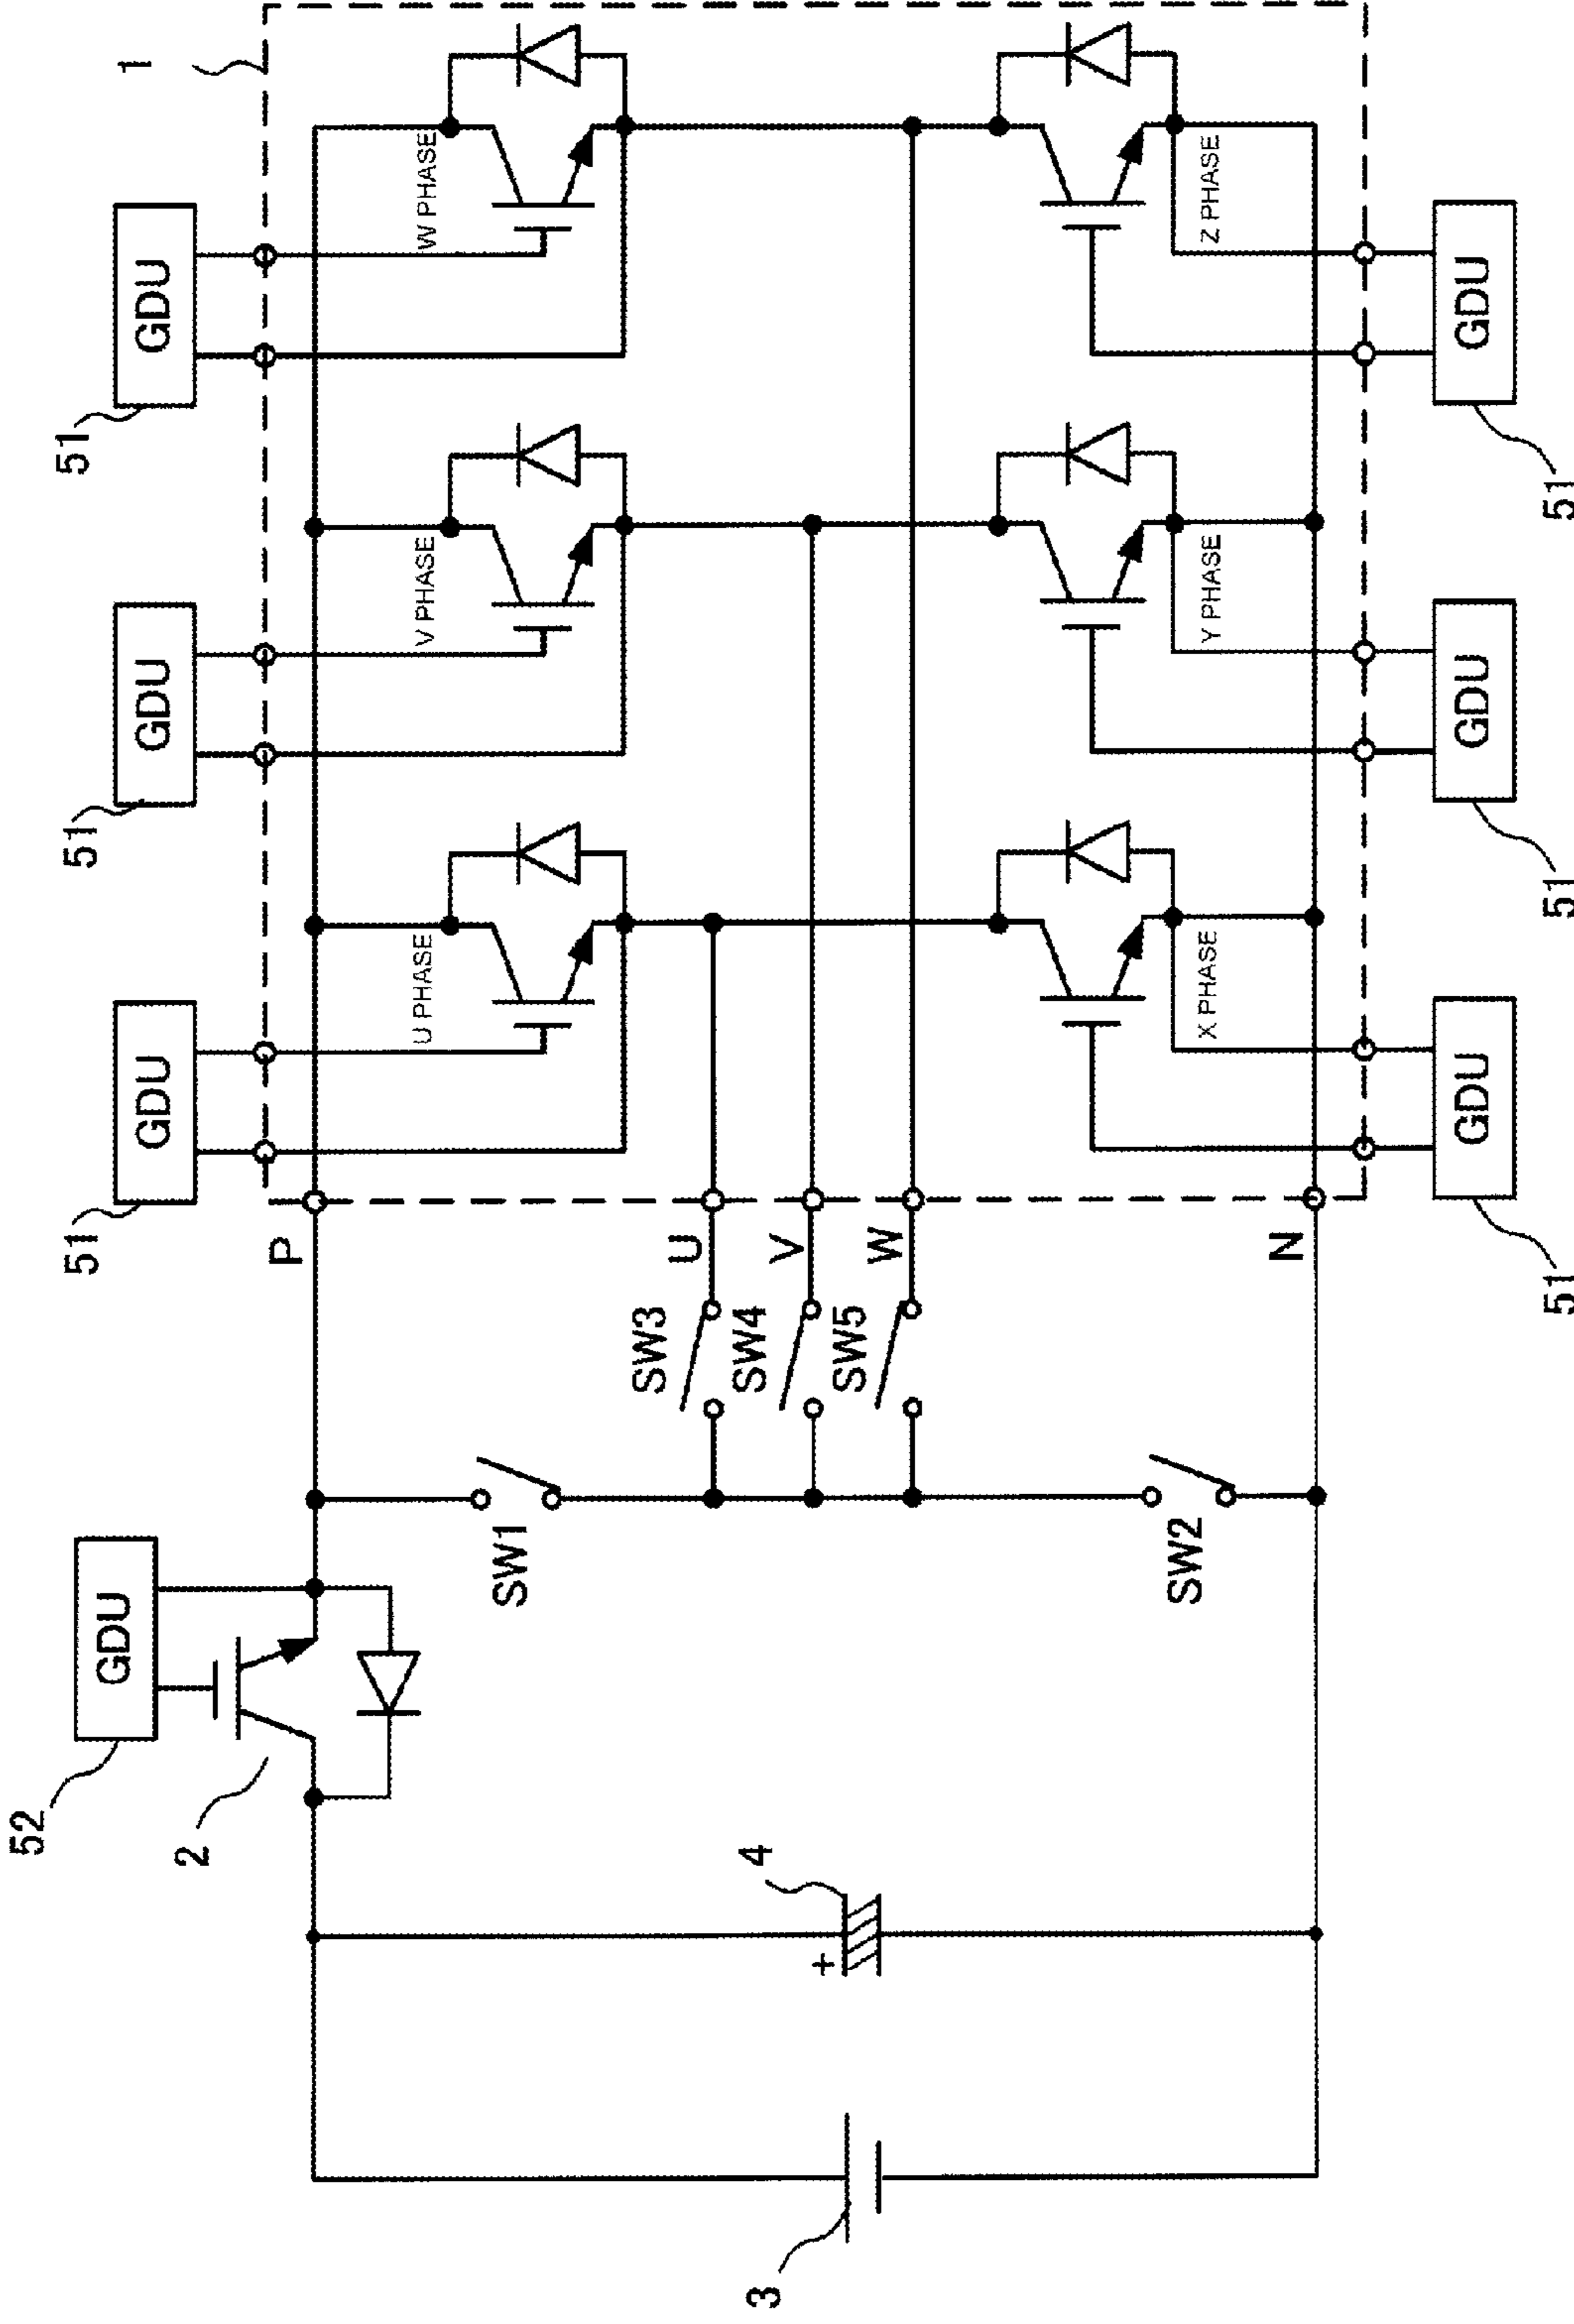 52
51
51
51
GDU
1
GDU
GDU
GDU
2
P
U PHASE
V PHASE
W PHASE
SW1
SW3
U
4
SW4
V
3
+
SW5
W
SW2
X PHASE
Y PHASE
Z PHASE
N
GDU
GDU
GDU
51
51
51